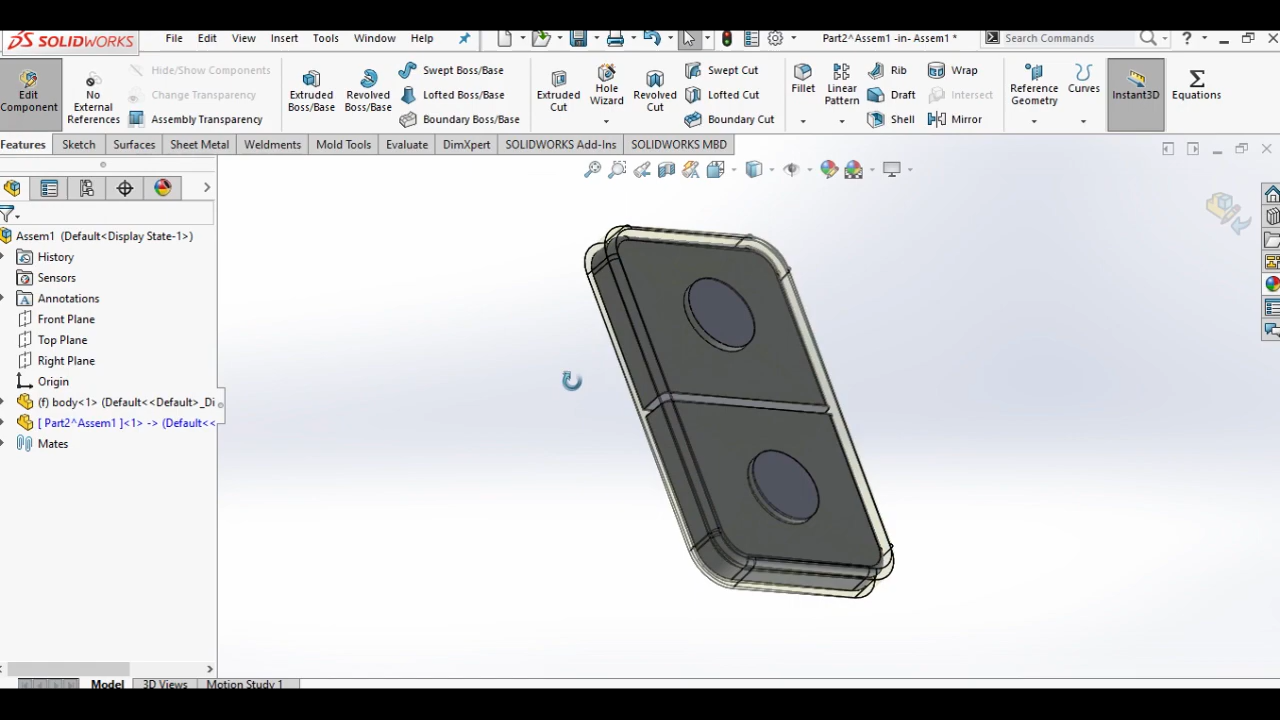 SOLIDWORKS File Edit View Insert Tools Window Help Part2^Assem1 -in- Assem1 * Search Commands ?
Edit Component
No External References
Hide/Show Components
Change Transparency
Assembly Transparency
Extruded Boss/Base
Revolved Boss/Base
Swept Boss/Base
Lofted Boss/Base
Boundary Boss/Base
Extruded Cut
Hole Wizard
Revolved Cut
Swept Cut
Lofted Cut
Boundary Cut
Fillet
Linear Pattern
Rib
Draft
Shell
Wrap
Intersect
Mirror
Reference Geometry
Curves
Instant3D
Equations
Features Sketch Surfaces Sheet Metal Weldments Mold Tools Evaluate DimXpert SOLIDWORKS Add-Ins SOLIDWORKS MBD
Assem1 (Default<Display State-1>)
History
Sensors
Annotations
Front Plane
Top Plane
Right Plane
Origin
(f) body<1> (Default<<Default>_Di
[ Part2^Assem1 ]<1> -> (Default<<
Mates
Model 3D Views Motion Study 1